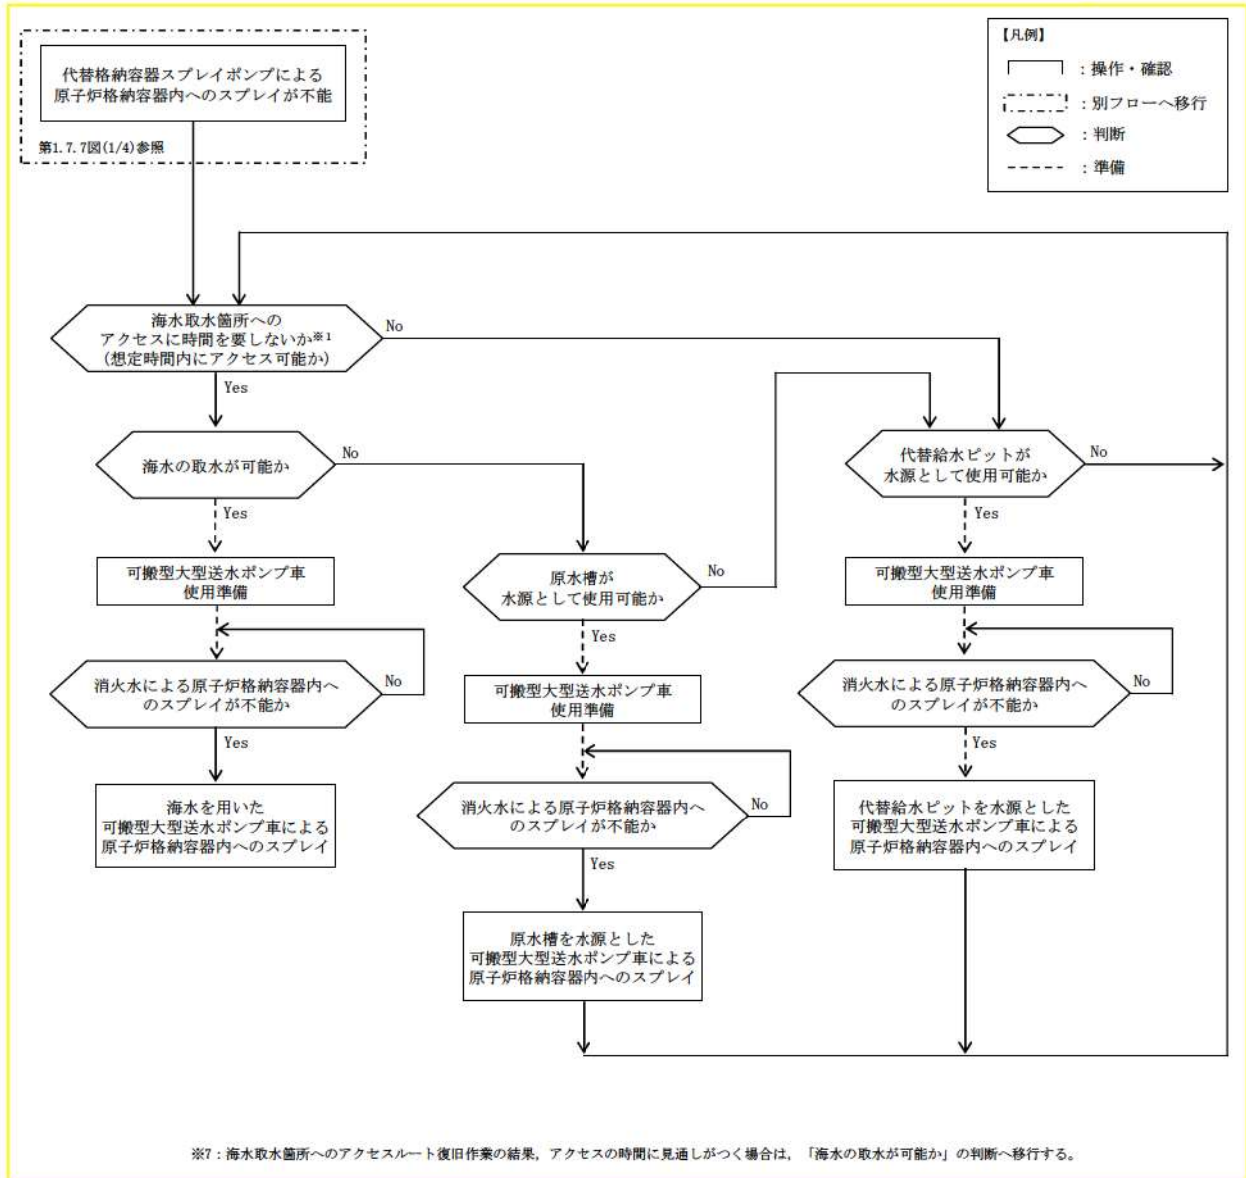 代替格納容器スプレイポンプによる
原子炉格納容器内へのスプレイが不能
第1.7.7図(1/4)参照
【凡例】
:操作・確認
:別フローへ移行
:判断
:準備
海水取水箇所への
アクセスに時間を要しないか※1
(想定時間内にアクセス可能か)
No
Yes
海水の取水が可能か
No
Yes
可搬型大型送水ポンプ車
使用準備
消火水による原子炉格納容器内へ
のスプレイが不能か
No
Yes
海水を用いた
可搬型大型送水ポンプ車による
原子炉格納容器内へのスプレイ
原水槽が
水源として使用可能か
No
Yes
可搬型大型送水ポンプ車
使用準備
消火水による原子炉格納容器内へ
のスプレイが不能か
No
Yes
原水槽を水源とした
可搬型大型送水ポンプ車による
原子炉格納容器内へのスプレイ
代替給水ピットが
水源として使用可能か
No
Yes
可搬型大型送水ポンプ車
使用準備
消火水による原子炉格納容器内へ
のスプレイが不能か
No
Yes
代替給水ピットを水源とした
可搬型大型送水ポンプ車による
原子炉格納容器内へのスプレイ
※7:海水取水箇所へのアクセスルート復旧作業の結果，アクセスの時間に見通しがつく場合は，「海水の取水が可能か」の判断へ移行する。